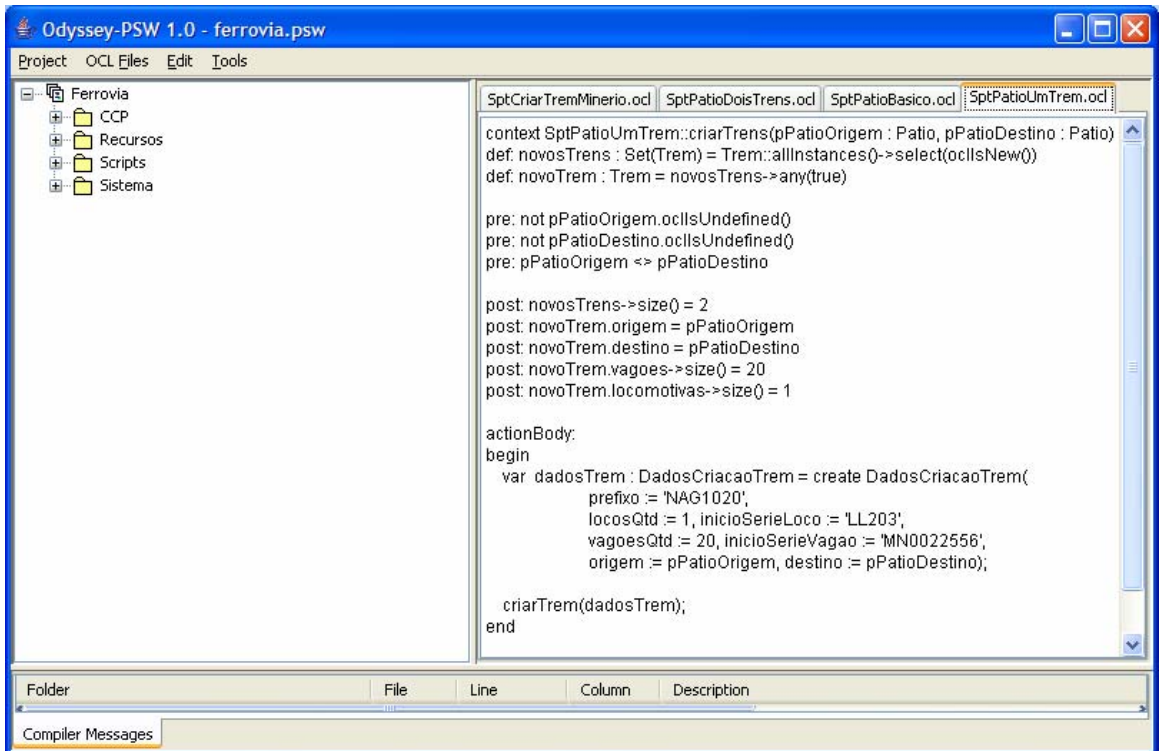 Odyssey-PSW 1.0 - ferrovia.psw
Project OCL Files Edit Tools
Ferrovia
CCP
Recursos
Scripts
Sistema
SptCriarTremMinerio.ocl SptPatioDoisTrens.ocl SptPatioBasico.ocl SptPatioUmTrem.ocl
context SptPatioUmTrem::criarTrens(pPatioOrigem : Patio, pPatioDestino : Patio)
def: novosTrens : Set(Trem) = Trem::allInstances()->select(oclIsNew())
def: novoTrem : Trem = novosTrens->any(true)
pre: not pPatioOrigem.oclIsUndefined()
pre: not pPatioDestino.oclIsUndefined()
pre: pPatioOrigem <> pPatioDestino
post: novosTrens->size() = 2
post: novoTrem.origem = pPatioOrigem
post: novoTrem.destino = pPatioDestino
post: novoTrem.vagoes->size() = 20
post: novoTrem.locomotivas->size() = 1
actionBody:
begin
var dadosTrem : DadosCriacaoTrem = create DadosCriacaoTrem(
prefixo := 'NAG1020',
locosQtd := 1, inicioSerieLoco := 'LL203',
vagoesQtd := 20, inicioSerieVagao := 'MN0022556',
origem := pPatioOrigem, destino := pPatioDestino);
criarTrem(dadosTrem);
end
Folder File Line Column Description
Compiler Messages